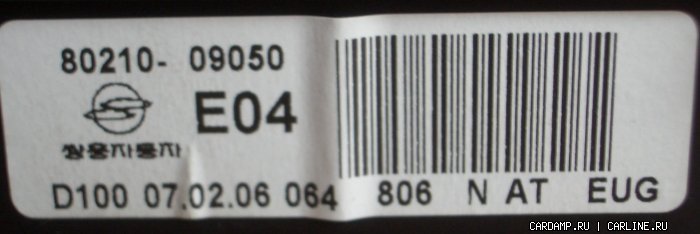 80210- 09050
E04
쌍용자동차
D100 07.02.06 064 806 N AT EUG
CARDAMP.RU | CARLINE.RU